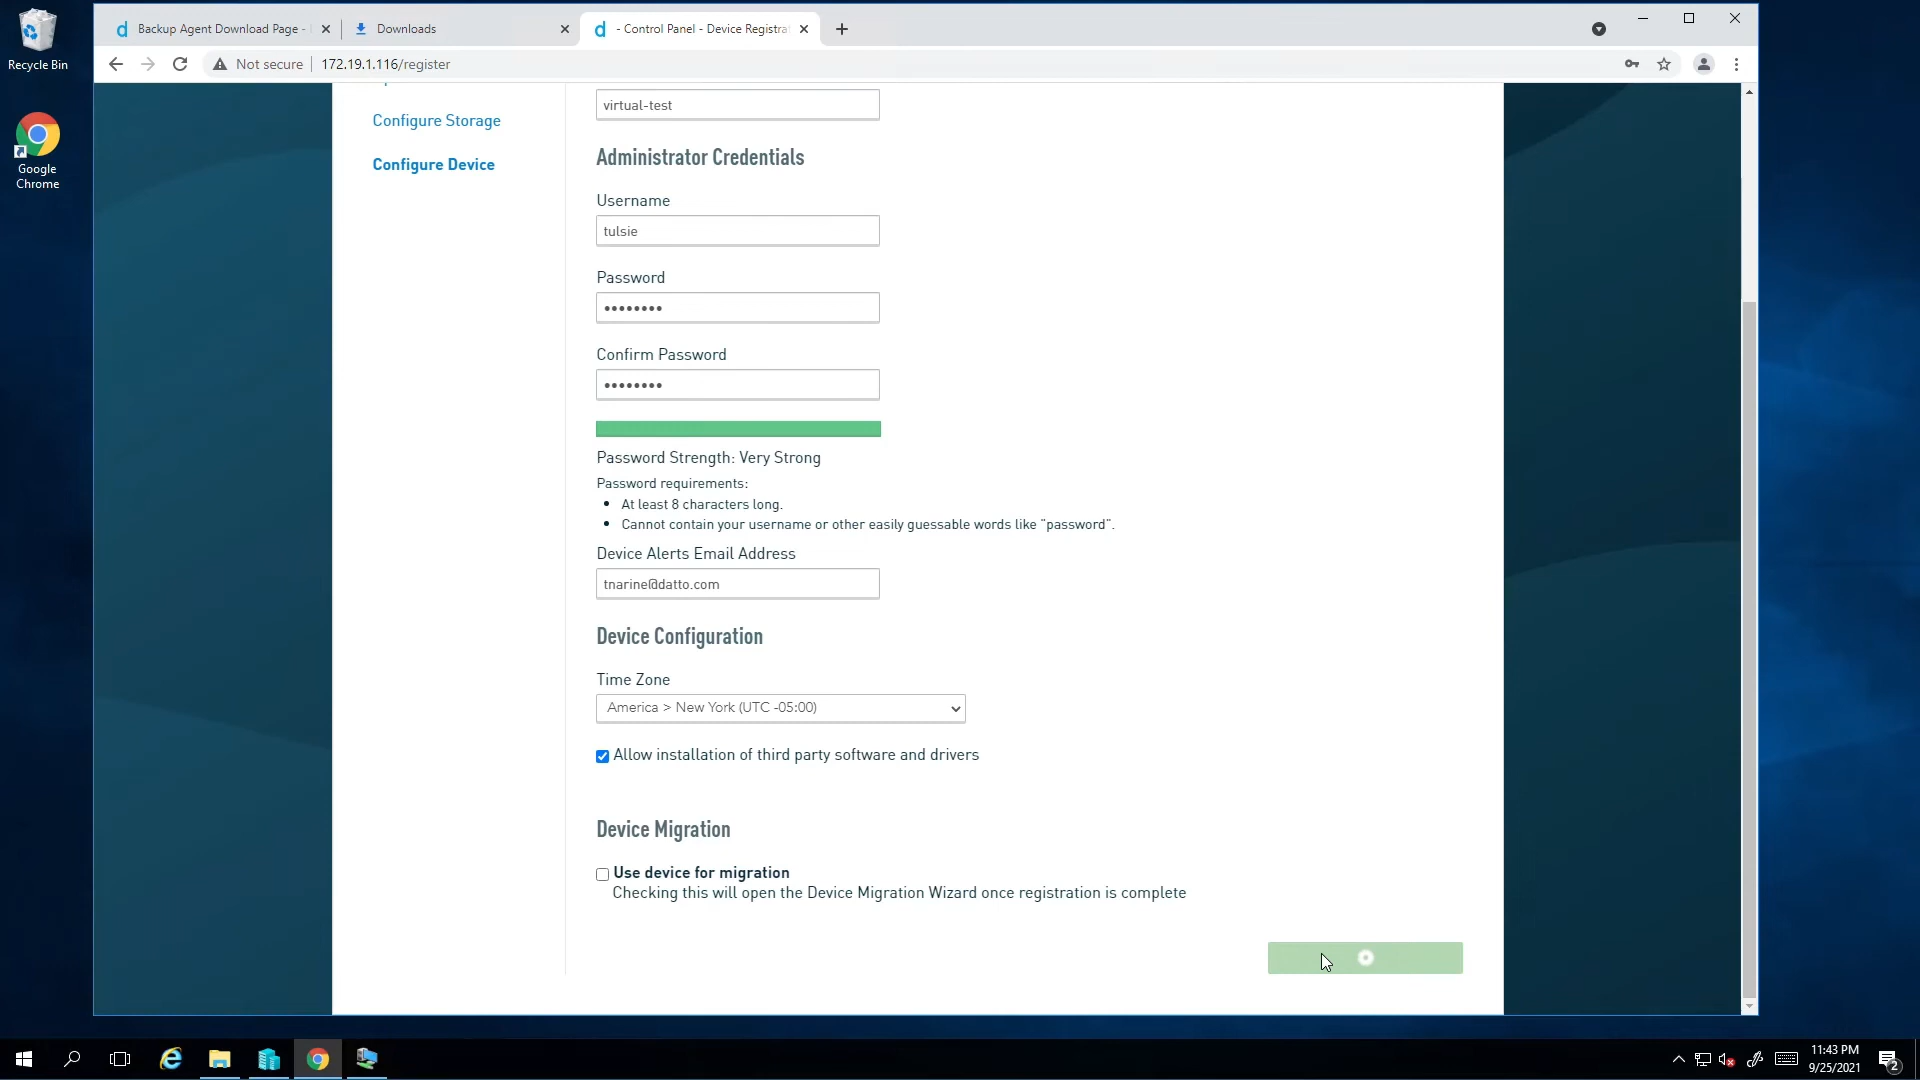 Recycle Bin
Google
Chrome
Backup Agent Download Page -
Downloads
- Control Panel - Device Registra
Not secure
172.19.1.116/register
Configure Storage
Configure Device
virtual-test
Administrator Credentials
Username
tulsie
Password
••••••••
Confirm Password
••••••••
Password Strength: Very Strong
Password requirements:
• At least 8 characters long.
• Cannot contain your username or other easily guessable words like "password".
Device Alerts Email Address
tnarine@datto.com
Device Configuration
Time Zone
America > New York (UTC -05:00)
Allow installation of third party software and drivers
Device Migration
Use device for migration
Checking this will open the Device Migration Wizard once registration is complete
11:43 PM
9/25/2021
2